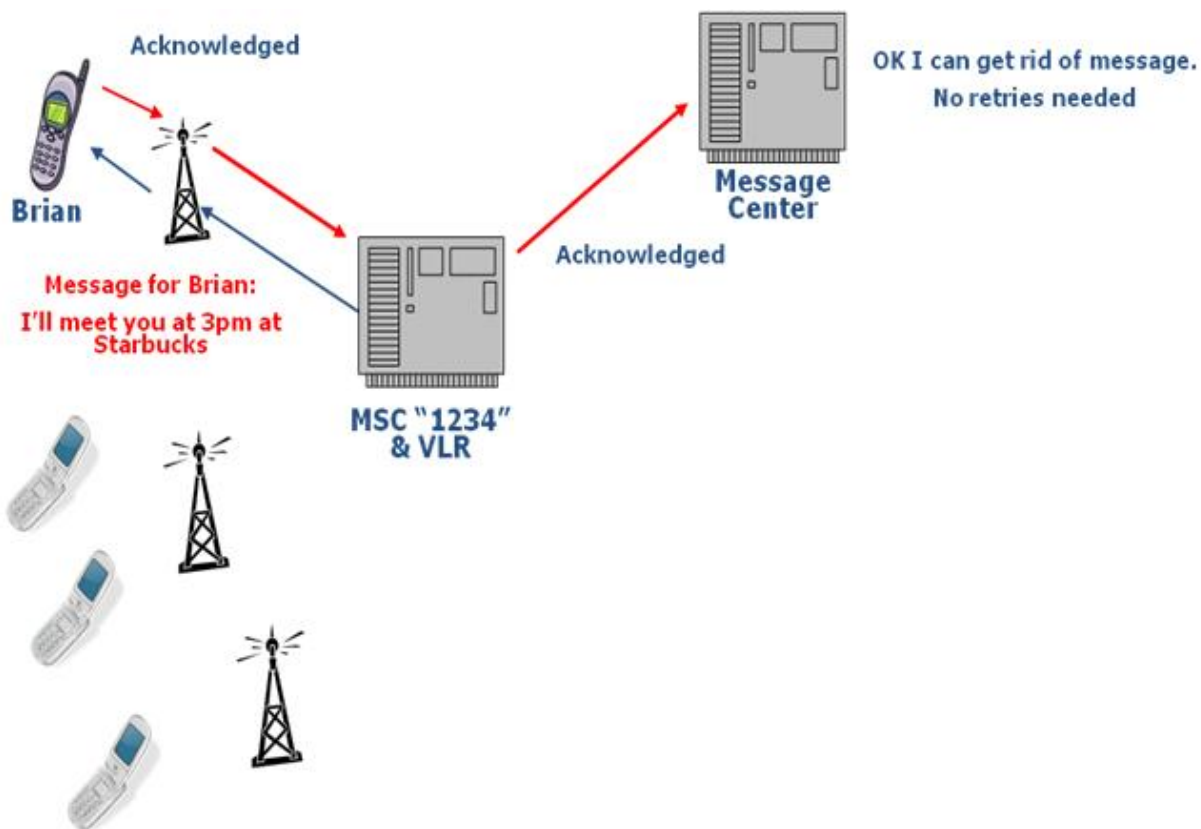 Acknowledged
OK I can get rid of message.
No retries needed
Brian
Message
Center
Acknowledged
Message for Brian:
I'll meet you at 3pm at
Starbucks
MSC “1234”
& VLR